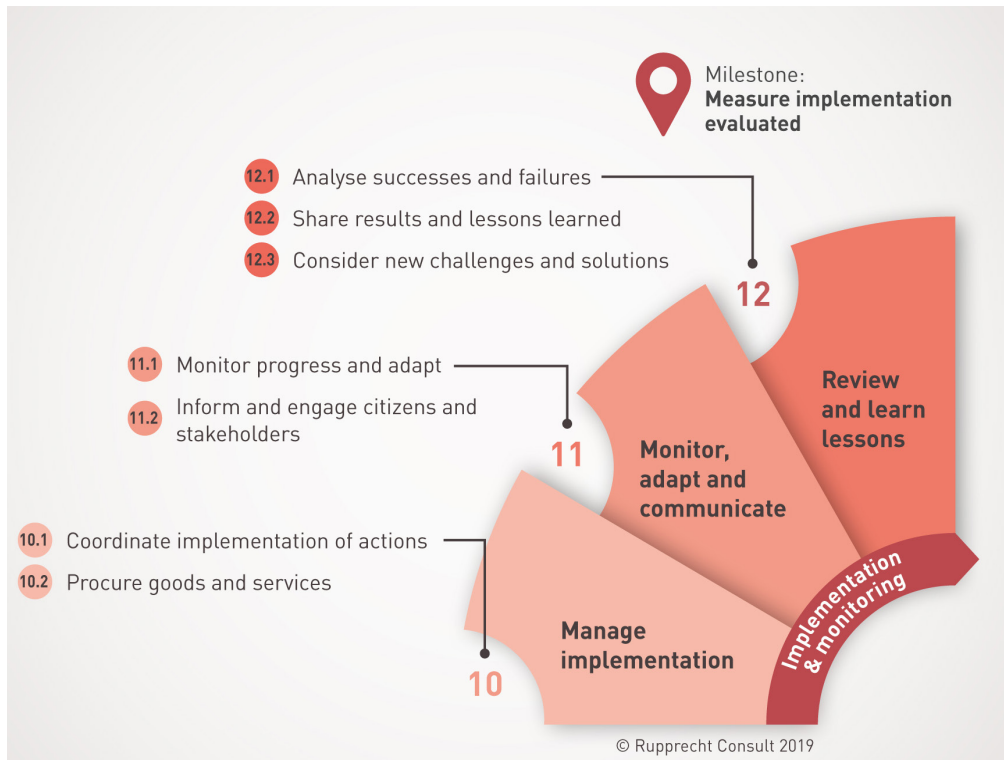 Milestone:
Measure implementation
evaluated
12.1 Analyse successes and failures
12.2 Share results and lessons learned
12.3 Consider new challenges and solutions
12
Review
and learn
lessons
11.1 Monitor progress and adapt
11.2 Inform and engage citizens and
stakeholders
11
Monitor,
adapt and
communicate
10.1 Coordinate implementation of actions
10.2 Procure goods and services
10
Manage
implementation
Implementation
& monitoring
© Rupprecht Consult 2019